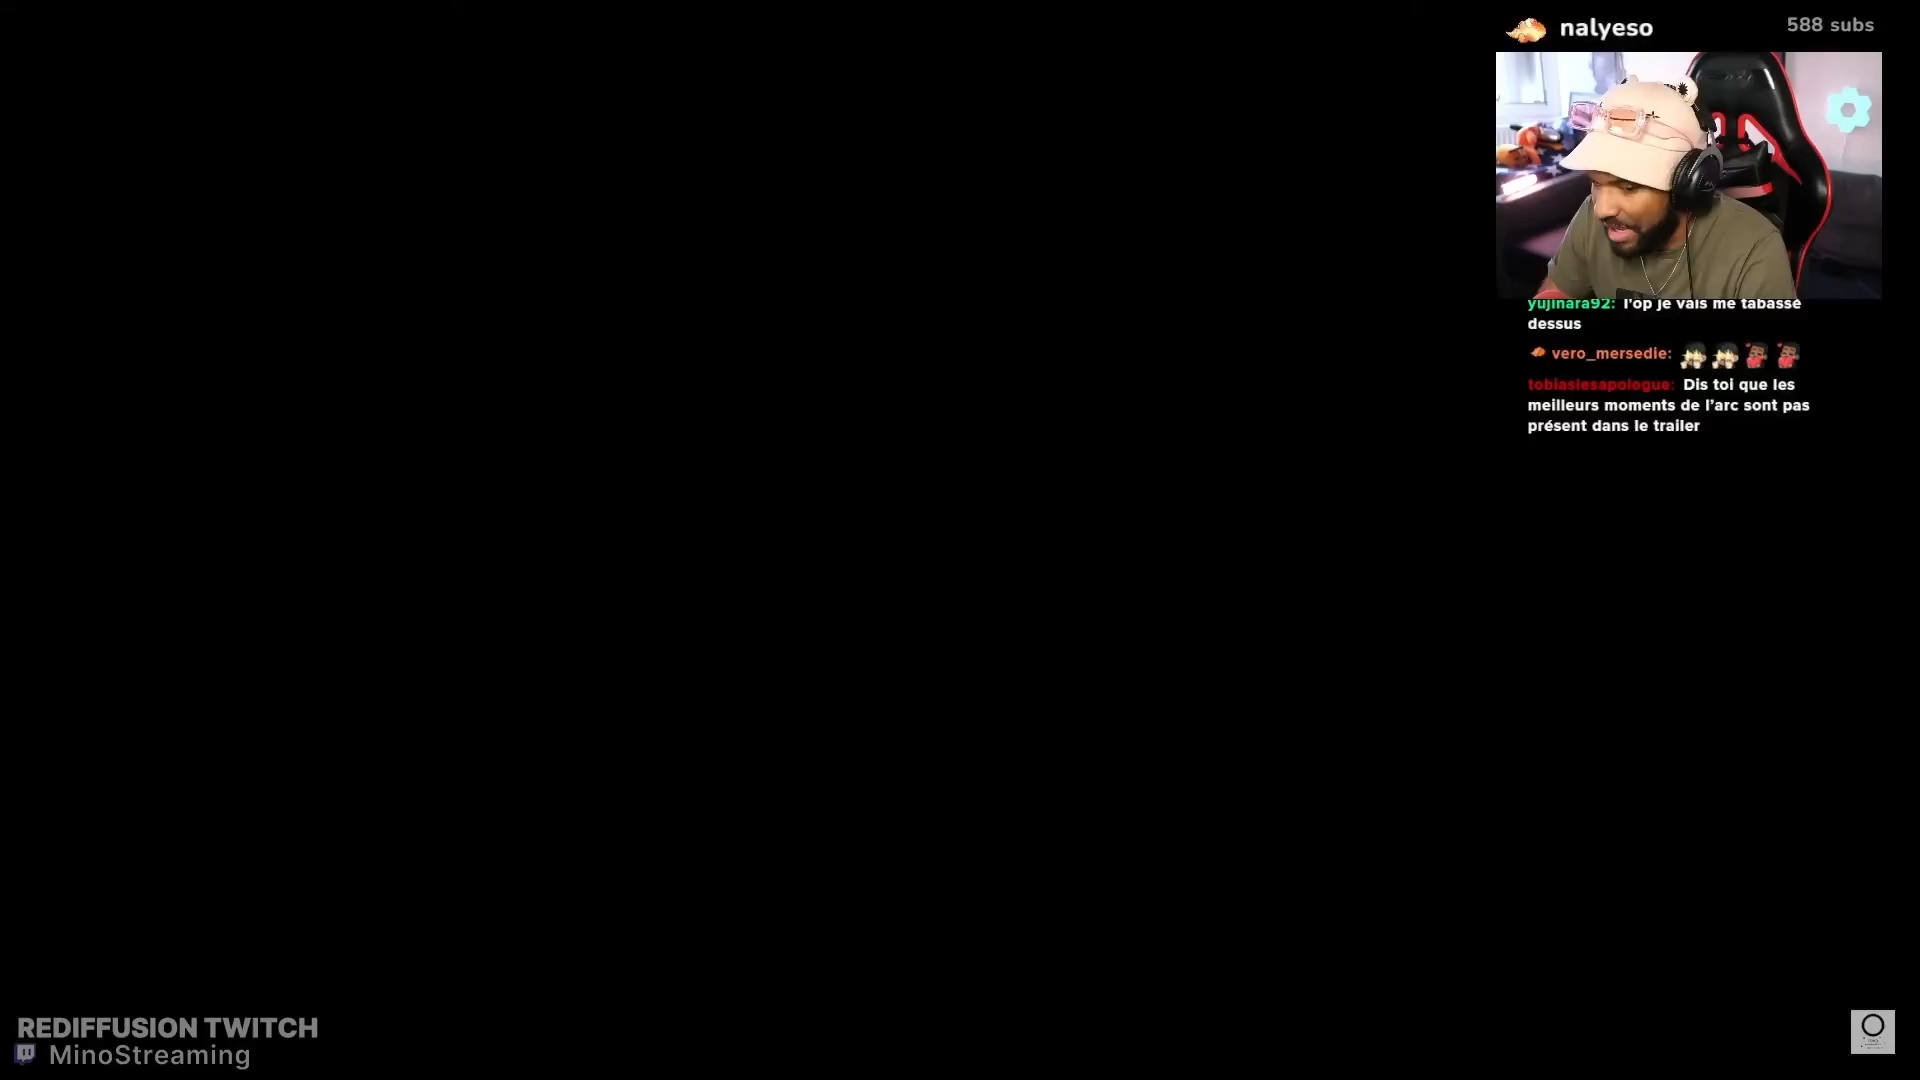 nalyeso
588 subs
yujinara92: l'op je vais me tabasse
dessus
vero_mersedie:
tobiaslesapologue: Dis toi que les
meilleurs moments de l'arc sont pas
présent dans le trailer
REDIFFUSION TWITCH
MinoStreaming